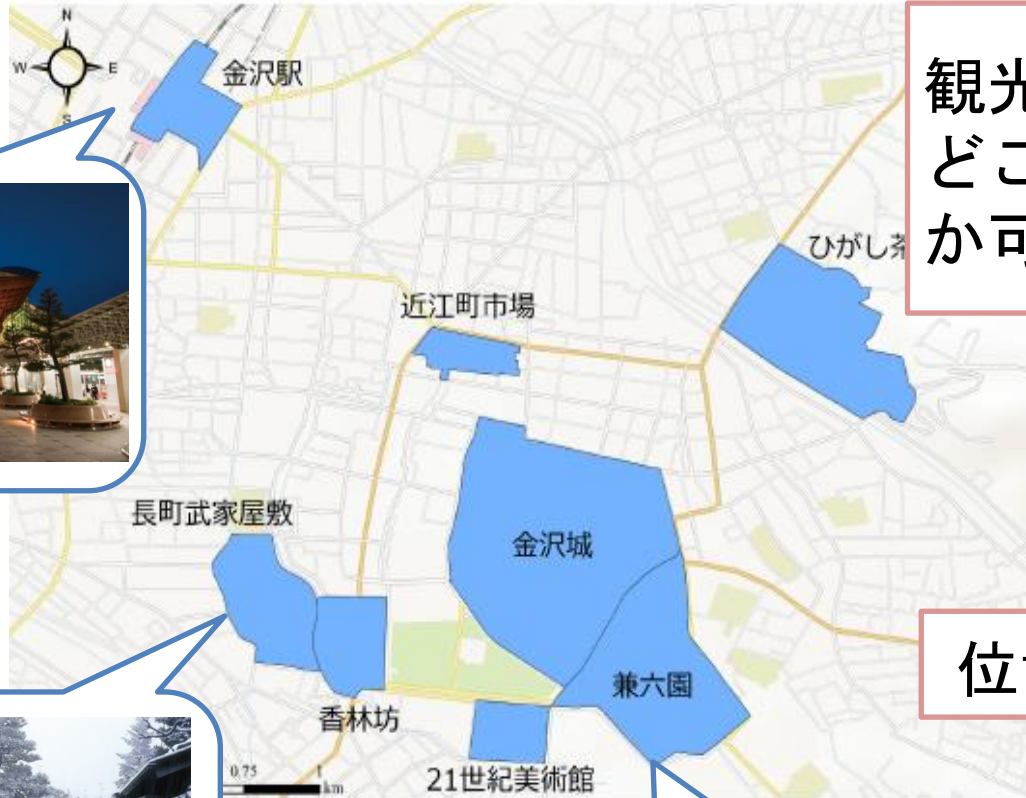 N
W E
S
金沢駅
観光
どこ
か可
ひがし茶
近江町市場
長町武家屋敷
金沢城
兼六園
香林坊
21世紀美術館
0.75 1
km
位